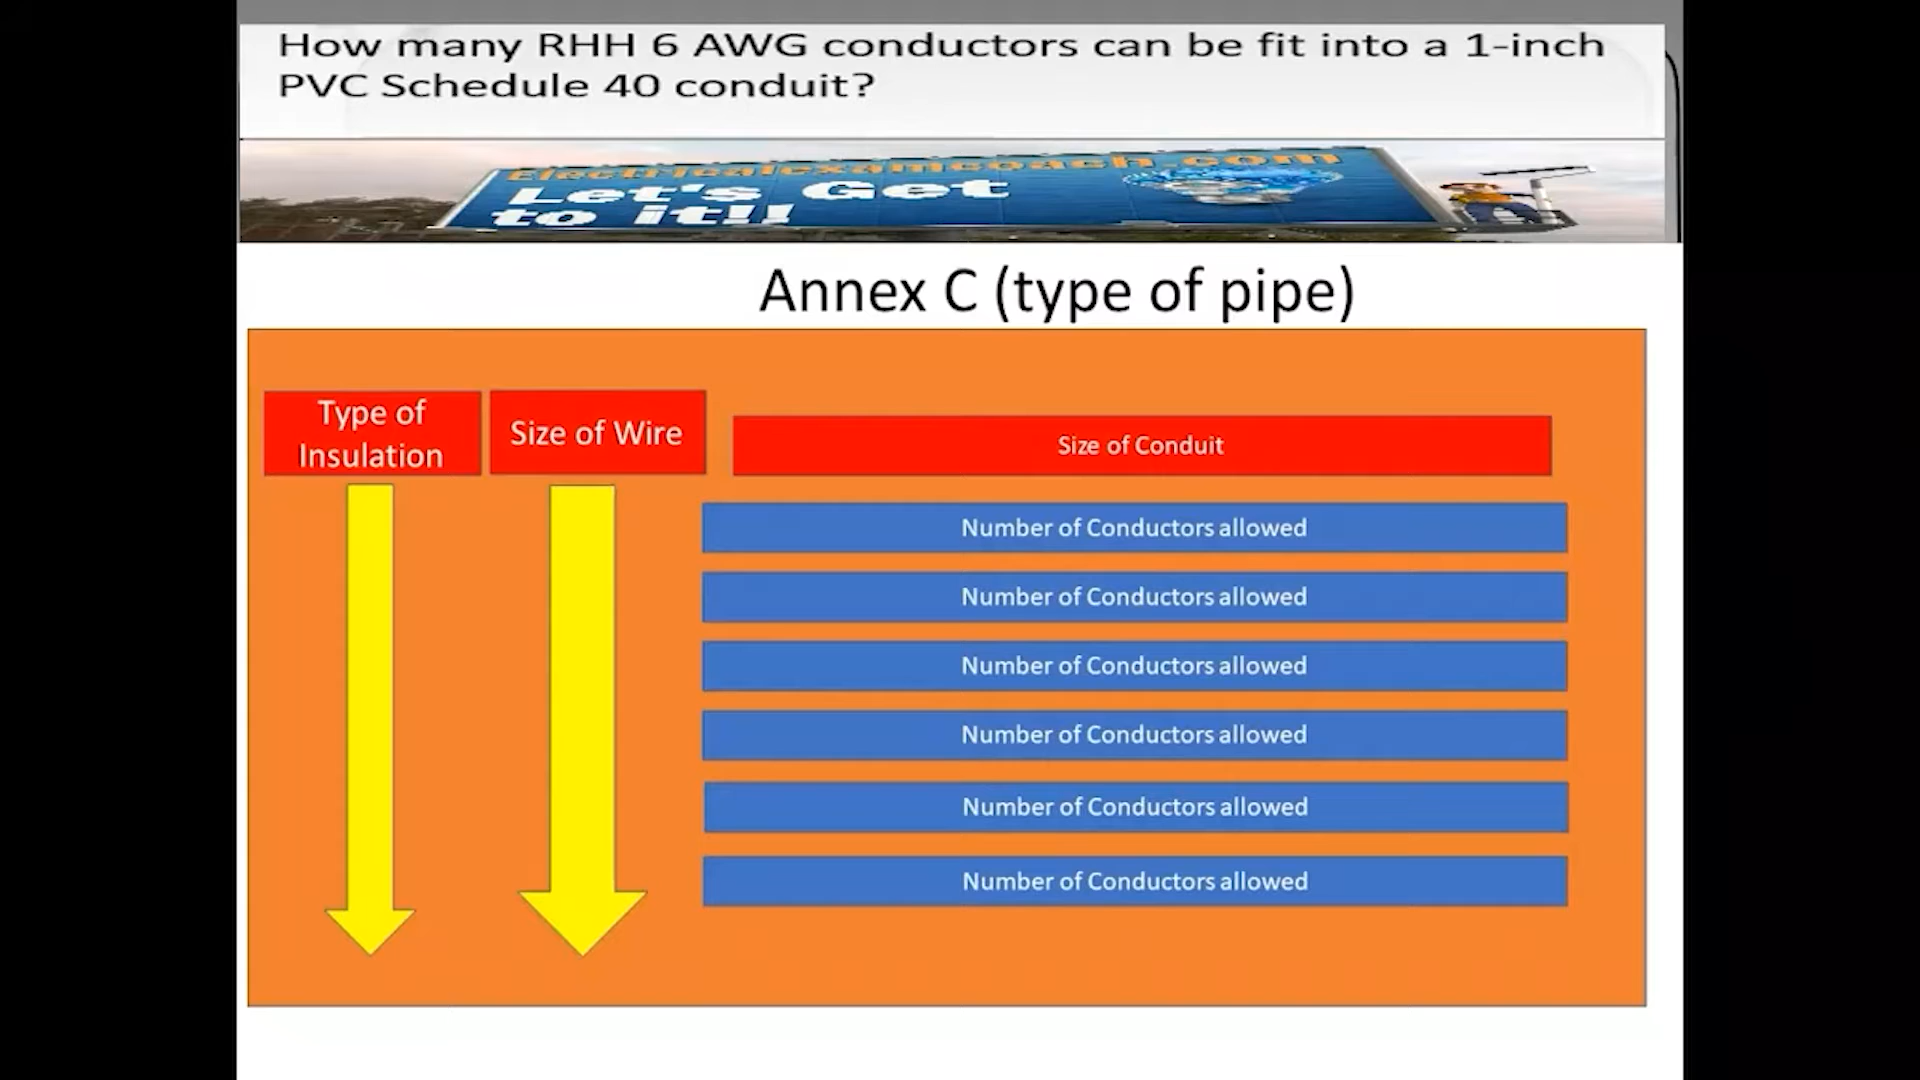 How many RHH 6 AWG conductors can be fit into a 1-inch
PVC Schedule 40 conduit?
Electricalexamcoach.com
Let's Get
to it!!
Annex C (type of pipe)
Type of
Insulation
Size of Wire
Size of Conduit
Number of Conductors allowed
Number of Conductors allowed
Number of Conductors allowed
Number of Conductors allowed
Number of Conductors allowed
Number of Conductors allowed